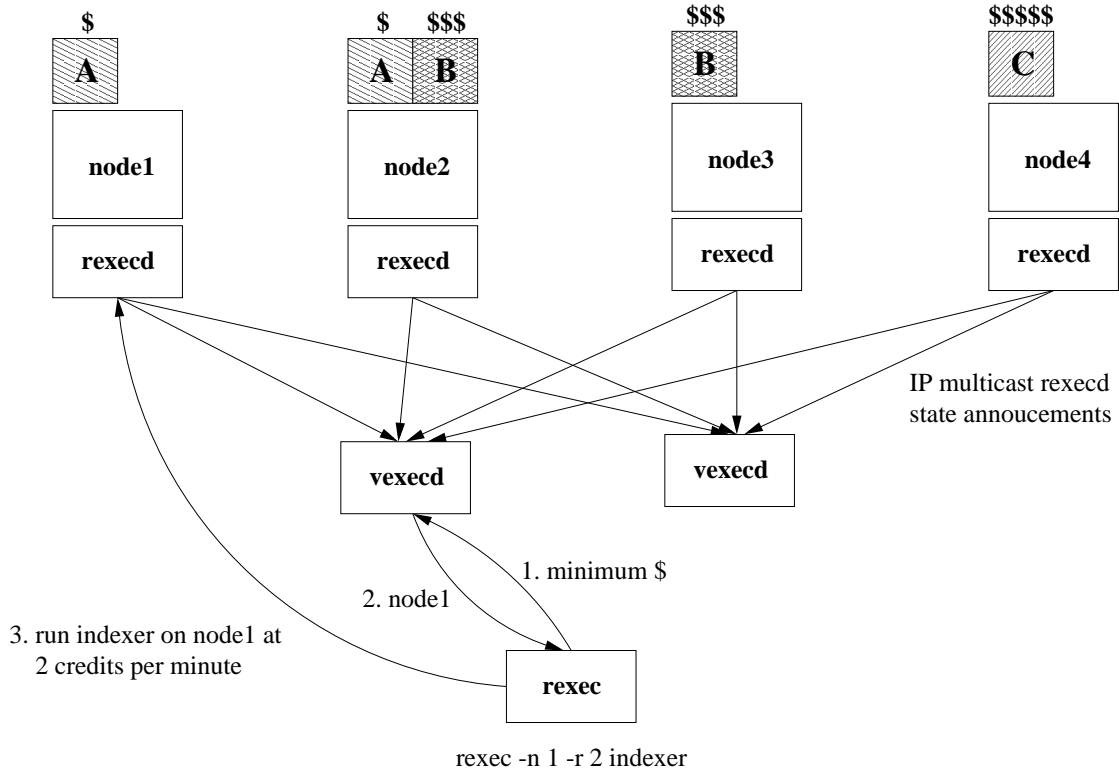 $ $ $$$ $$$ $$$$$
A A B B C
node1 node2 node3 node4
rexecd rexecd rexecd rexecd
IP multicast rexecd
state annoucements
vexecd vexecd
1. minimum $
2. node1
3. run indexer on node1 at
2 credits per minute
rexec
rexec -n 1 -r 2 indexer